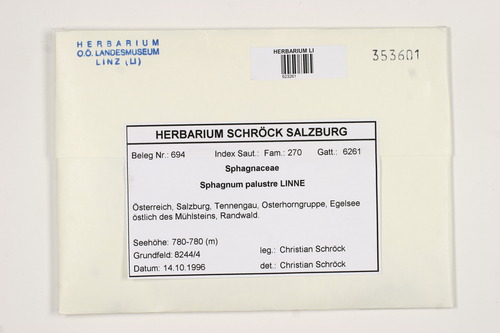 HERBARIUM
O.Ö. LANDESMUSEUM
LINZ (LI)
HERBARIUM LI
623261
353601
HERBARIUM SCHRÖCK SALZBURG
Beleg Nr.: 694 Index Saut.: Fam.: 270 Gatt.: 6261
Sphagnaceae
Sphagnum palustre LINNE
Österreich, Salzburg, Tennengau, Osterhorngruppe, Egelsee
östlich des Mühlsteins, Randwald.
Seehöhe: 780-780 (m)
Grundfeld: 8244/4 leg.: Christian Schröck
Datum: 14.10.1996 det.: Christian Schröck